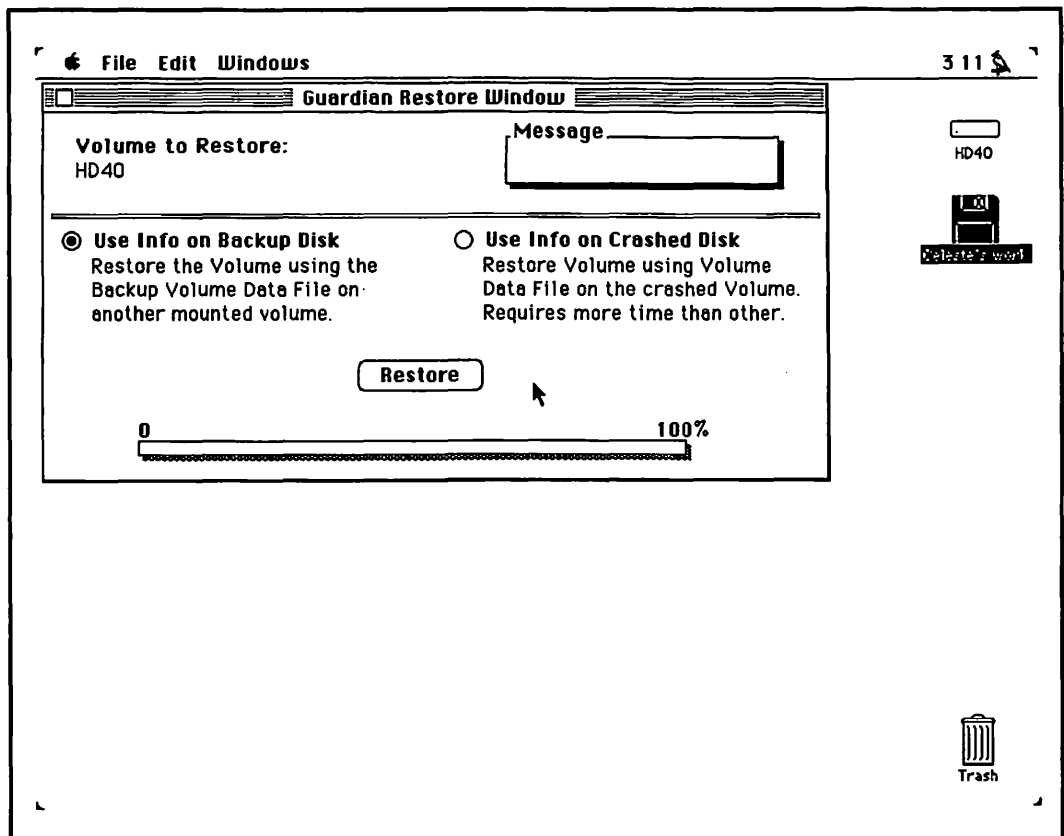 File Edit Windows
3 11
Guardian Restore Window
Volume to Restore:
HD40
Message
Use Info on Backup Disk
Restore the Volume using the
Backup Volume Data File on
another mounted volume.
Use Info on Crashed Disk
Restore Volume using Volume
Data File on the crashed Volume.
Requires more time than other.
Restore
0 100%
HD40
Celeste's work
Trash